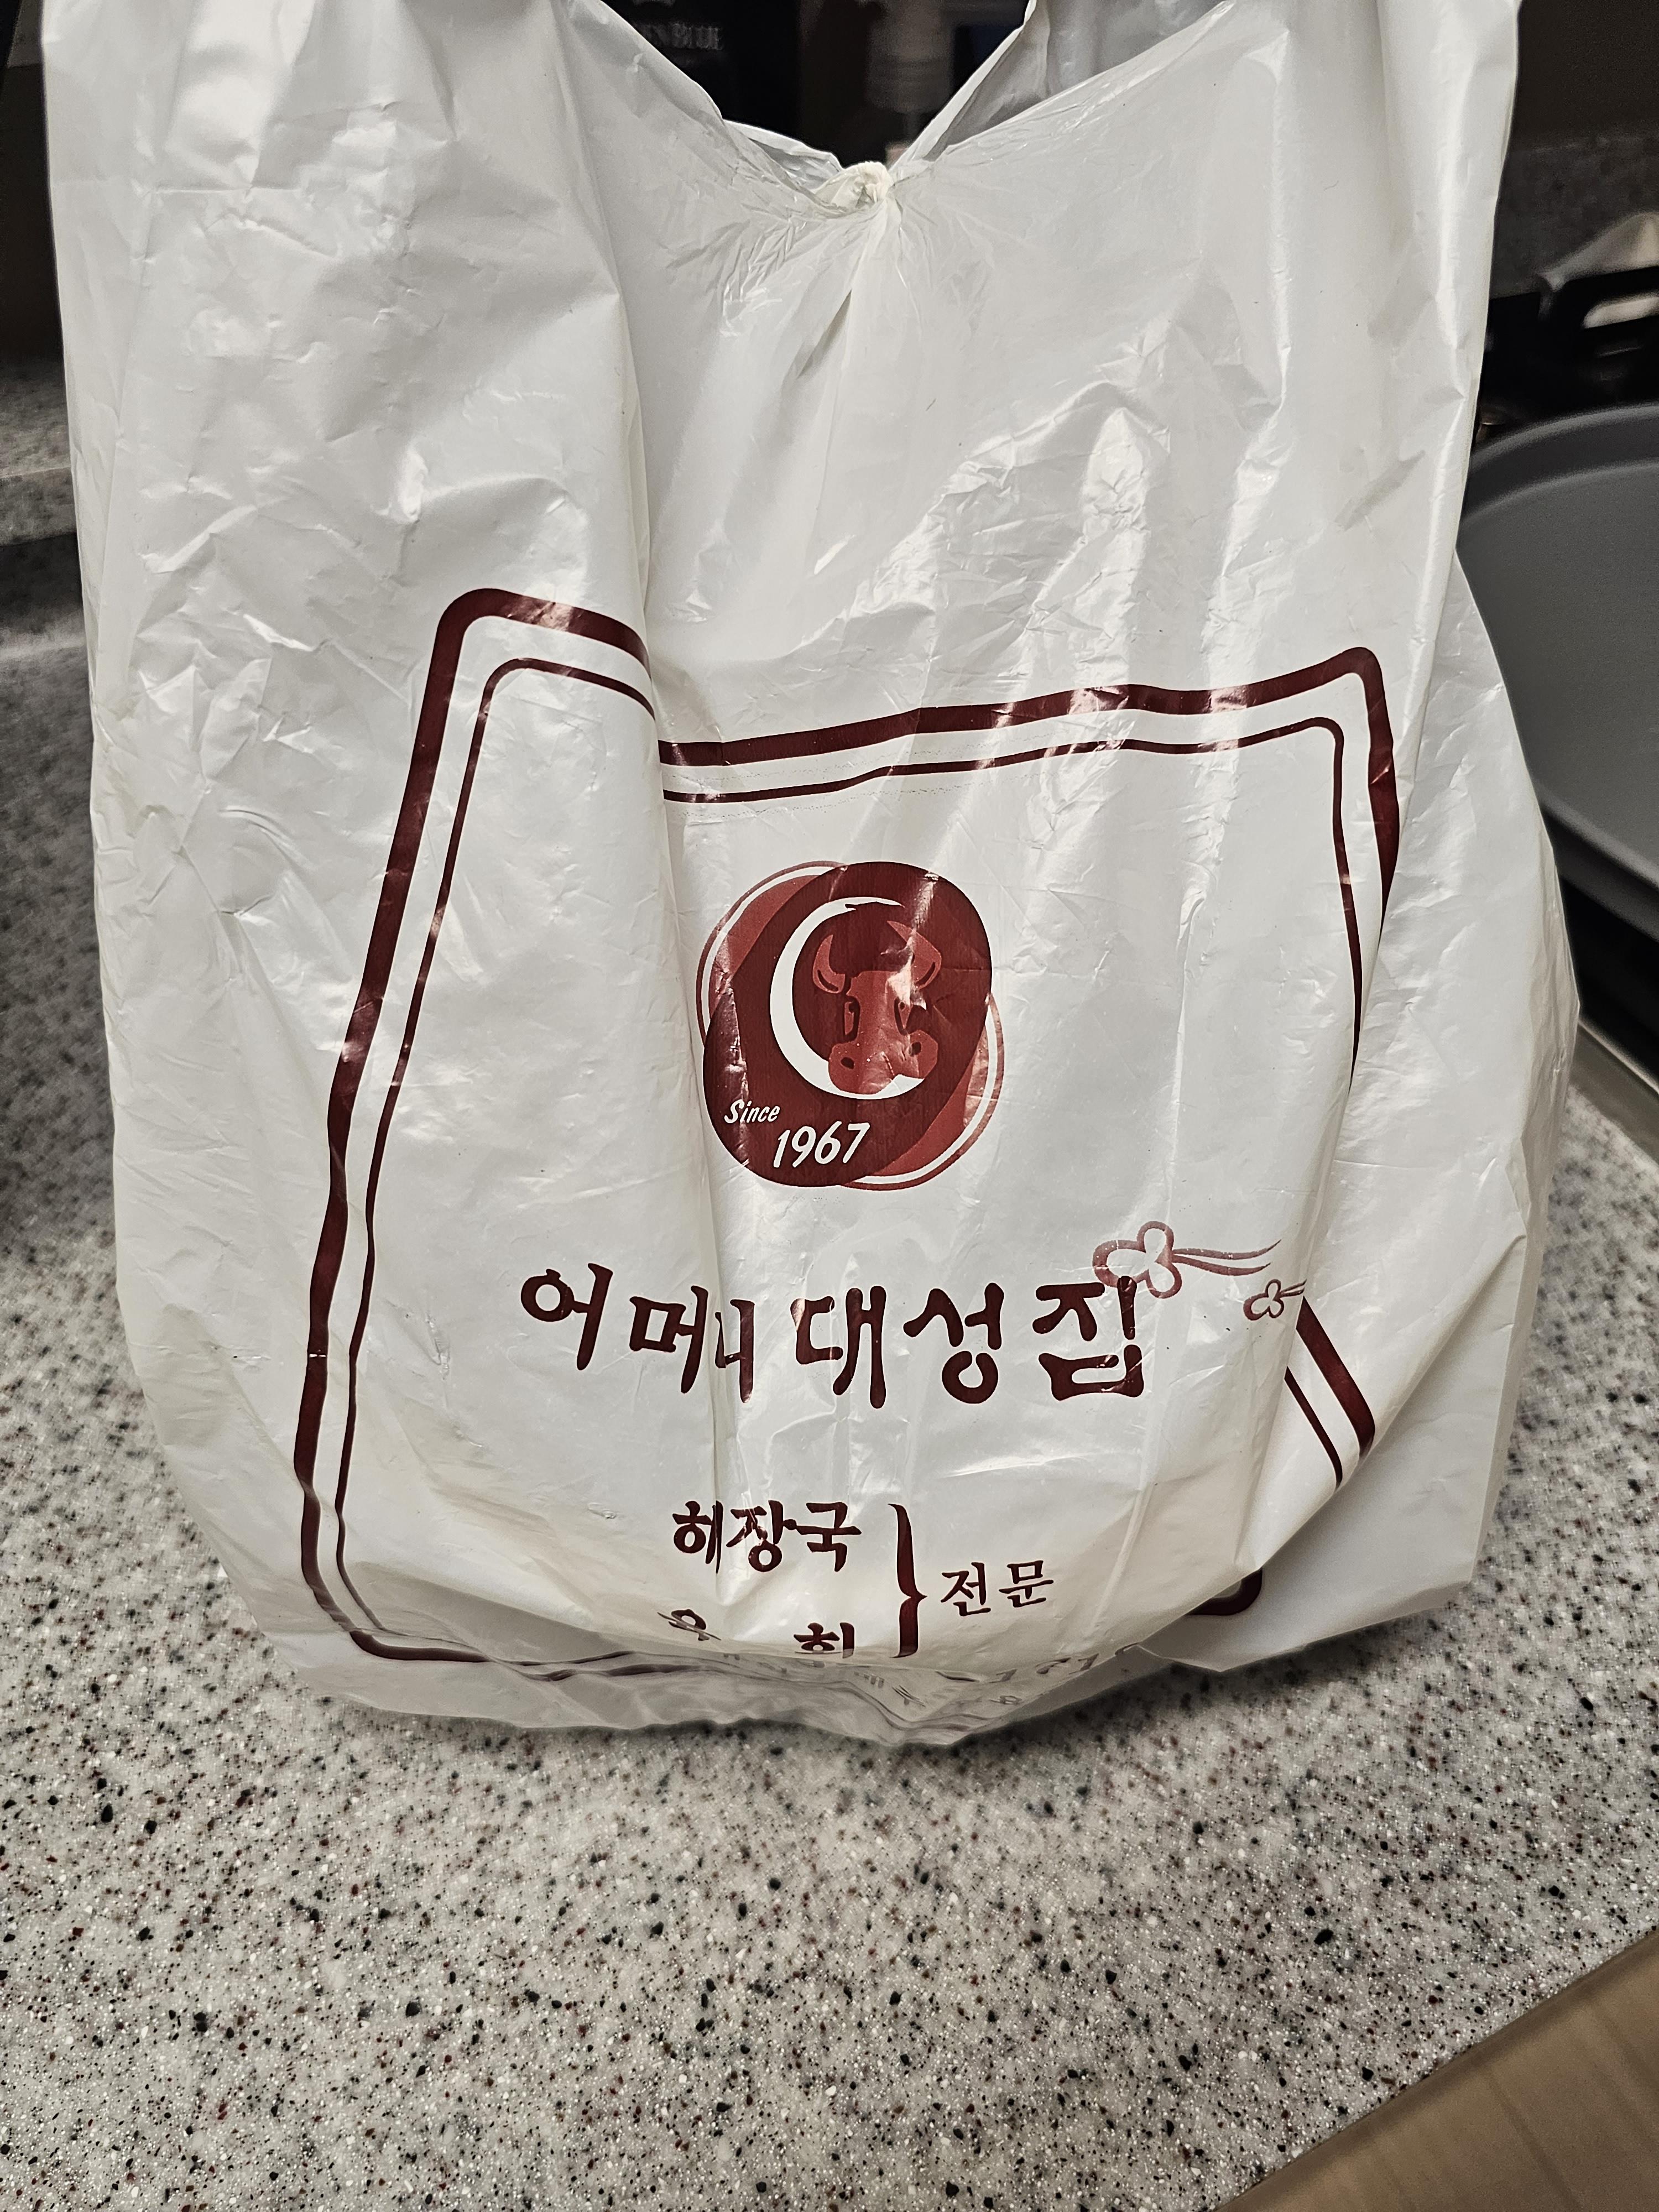 Since
1967
어머니 대성집
해장국
전문
육 회